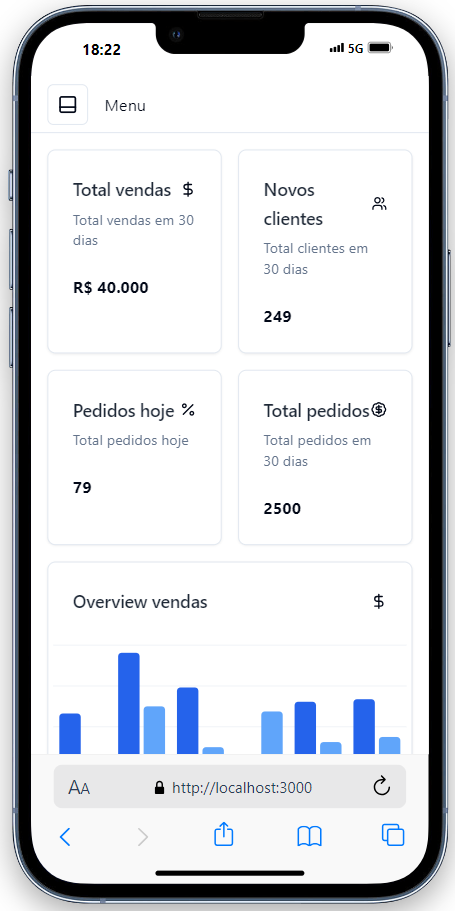 18:22
5G
Menu
Total vendas
Total vendas em 30
dias
R$ 40.000
Novos
clientes
Total clientes em
30 dias
249
Pedidos hoje
Total pedidos hoje
79
Total pedidos
Total pedidos em
30 dias
2500
Overview vendas
AA
http://localhost:3000